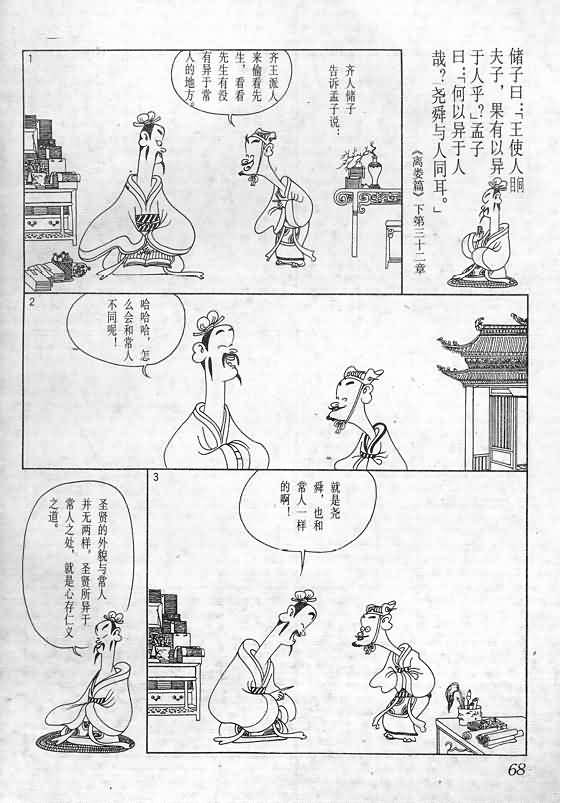 储子曰：「王使人瞯
夫子，果有以异
于人乎？」孟子
曰：「何以异于人
哉？尧舜与人同耳。」
《离娄篇》下第三十二章
1
齐人储子
告诉孟子说：
齐王派人
来偷看先
生，看看
先生有没
有异于常
人的地方。
2
哈哈哈，怎
么会和常人
不同呢！
3
就是尧
舜，也和
常人一样
的啊！
圣贤的外貌与常人
并无两样，圣贤所异于
常人之处，就是心存仁义
之道。
68